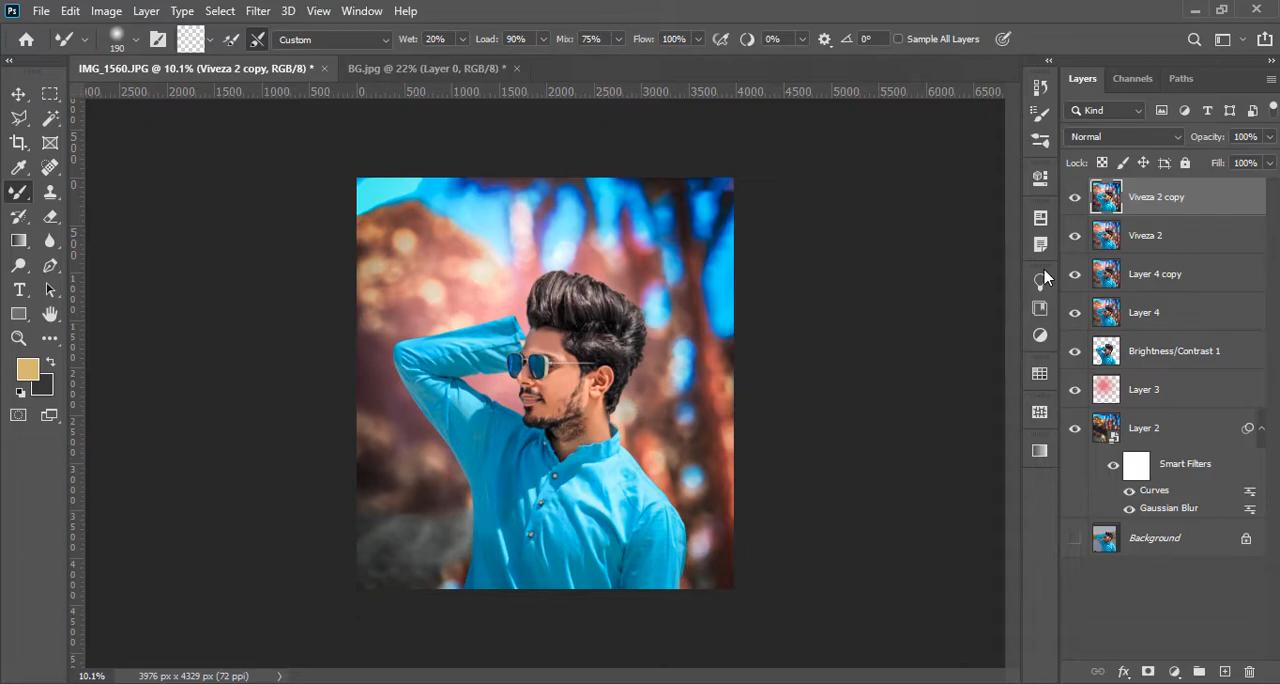 Ps File Edit Image Layer Type Select Filter 3D View Window Help
190 Custom Wet: 20% Load: 90% Mix: 75% Flow: 100% 0% 0° Sample All Layers
IMG_1560.JPG @ 10.1% (Viveza 2 copy, RGB/8) * × BG.jpg @ 22% (Layer 0, RGB/8) * ×
2500 2000 1500 1000 500 0 500 1000 1500 2000 2500 3000 3500 4000 4500 5000 5500 6000 6500
Layers Channels Paths
Kind
Normal Opacity: 100%
Lock: Fill: 100%
Viveza 2 copy
Viveza 2
Layer 4 copy
Layer 4
Brightness/Contrast 1
Layer 3
Layer 2
Smart Filters
Curves
Gaussian Blur
Background
10.1% 3976 px x 4329 px (72 ppi)